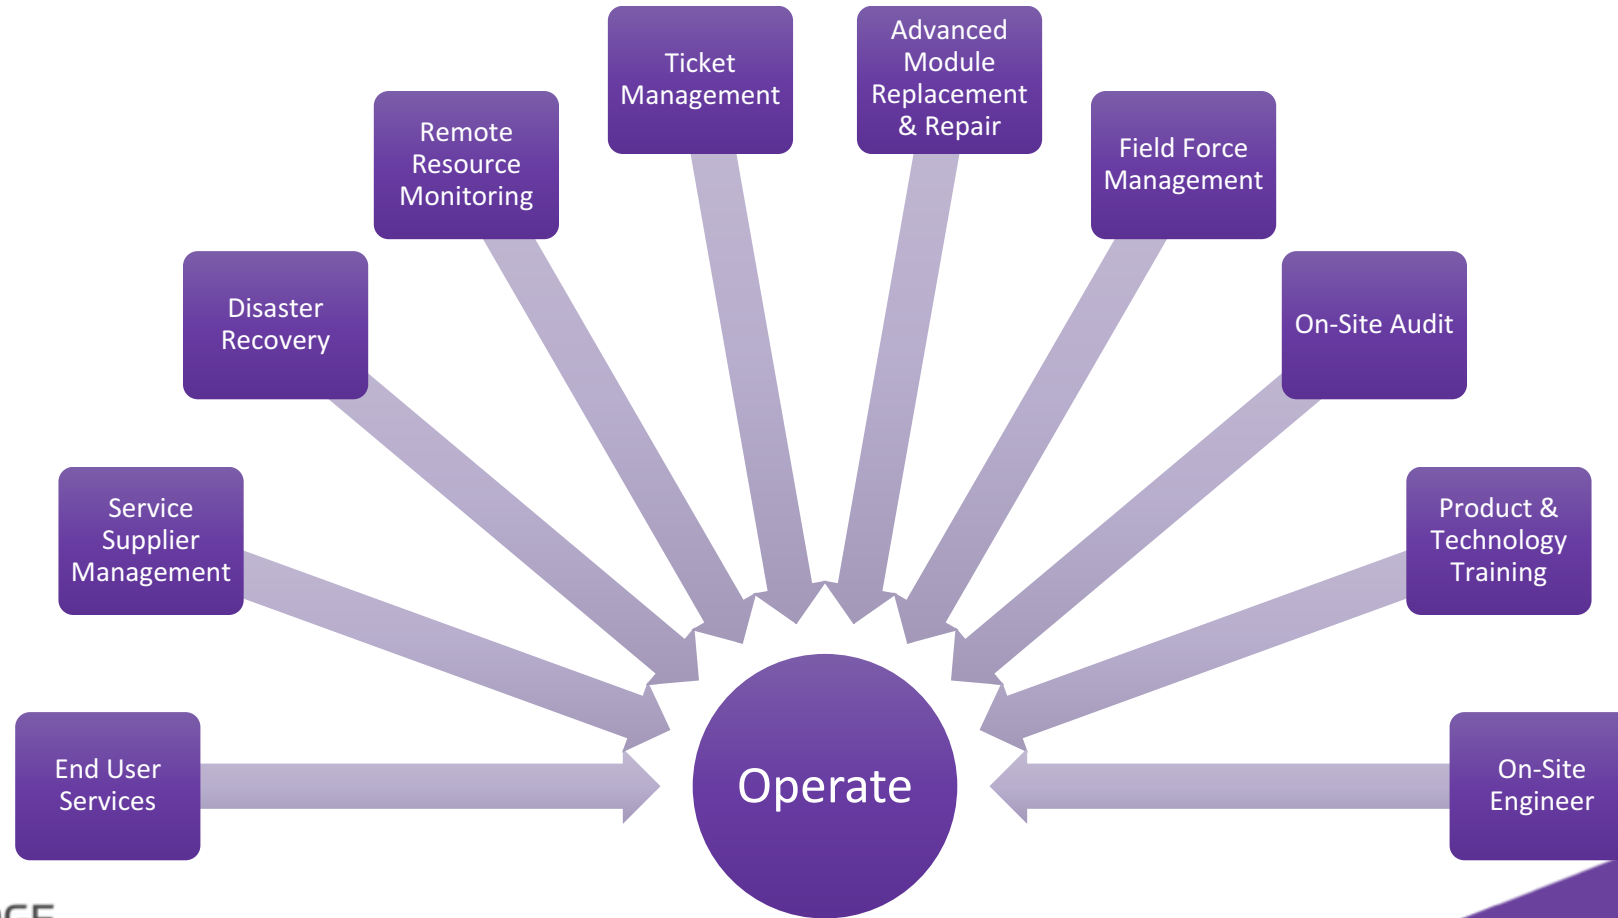 Ticket
Management
Advanced
Module
Replacement
& Repair
Remote
Resource
Monitoring
Field Force
Management
Disaster
Recovery
On-Site Audit
Service
Supplier
Management
Product &
Technology
Training
End User
Services
Operate
On-Site
Engineer